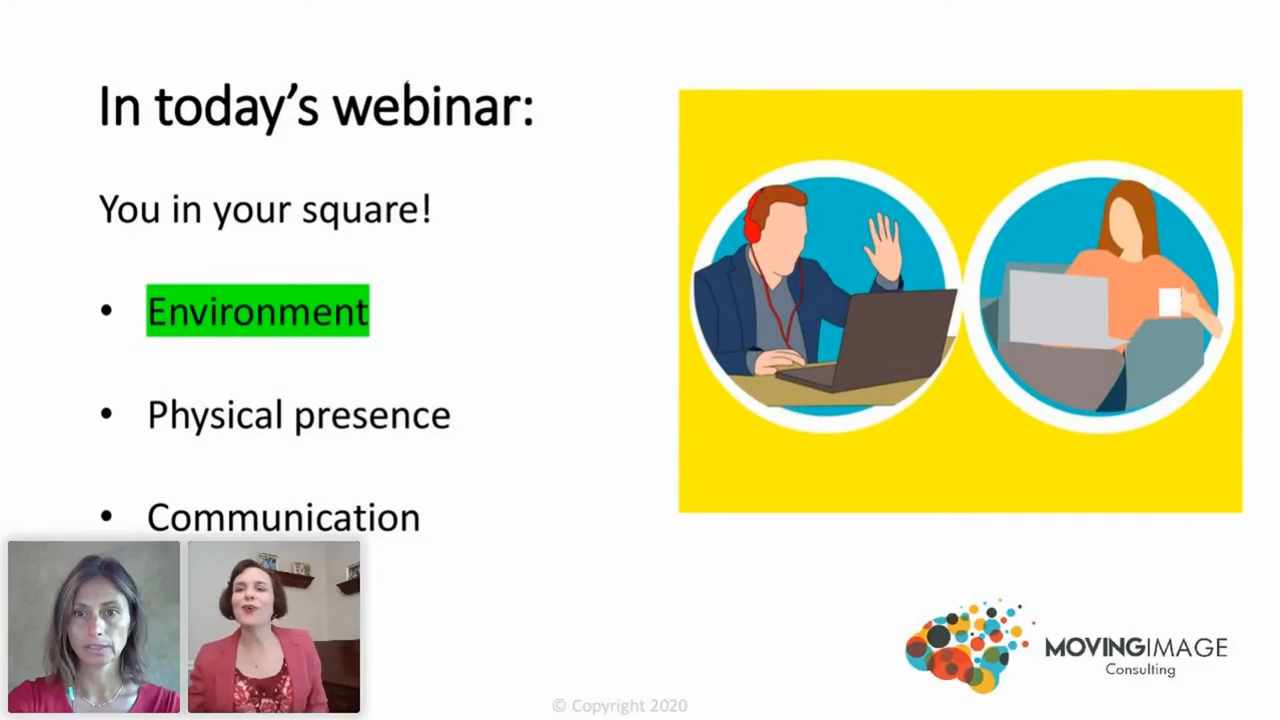 In today's webinar:
You in your square!
• Environment
• Physical presence
• Communication
MOVINGIMAGE
Consulting
© Copyright 2020